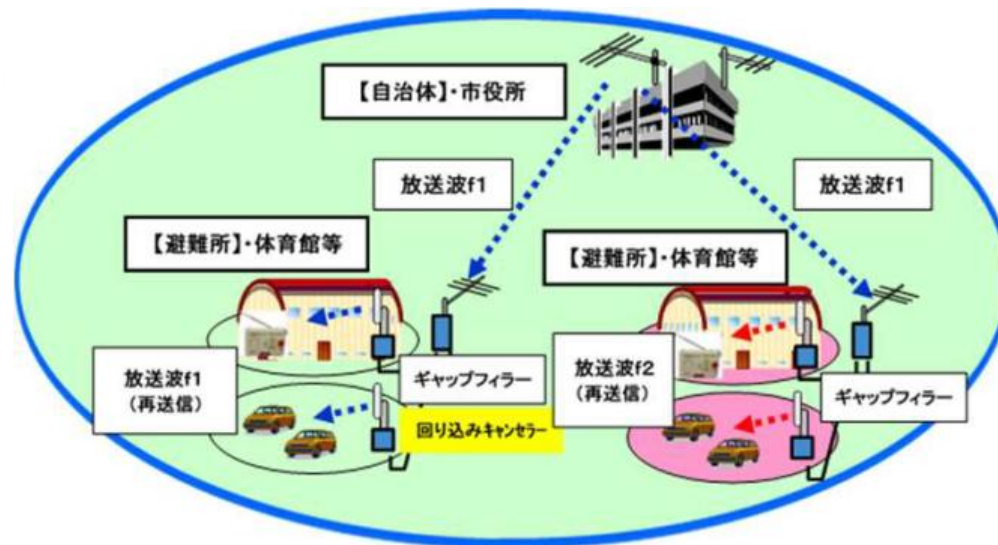 【自治体】・市役所
放送波f1
放送波f1
【避難所】・体育館等
【避難所】・体育館等
放送波f1
（再送信）
ギャップフィラー
回り込みキャンセラー
放送波f2
（再送信）
ギャップフィラー